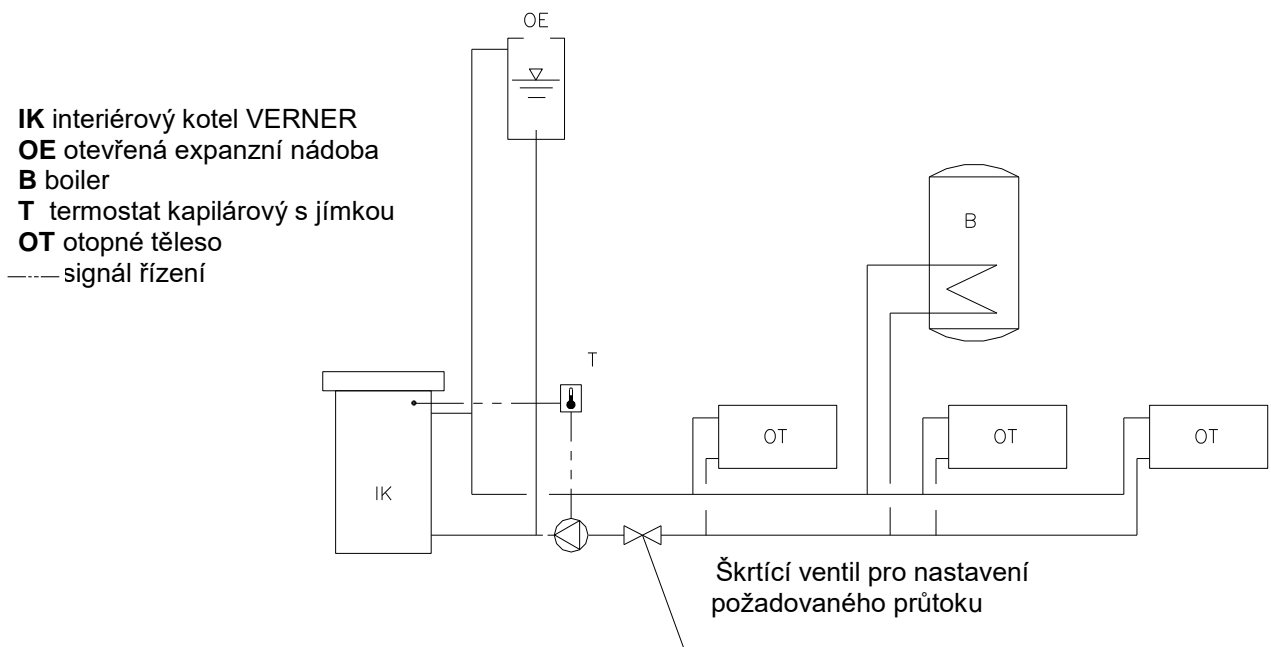 OE
IK interiérový kotel VERNER
OE otevřená expanzní nádoba
B boiler
T termostat kapilárový s jímkou
OT otopné těleso
signál řízení
B
T
OT
OT
OT
IK
Škrtící ventil pro nastavení
požadovaného průtoku